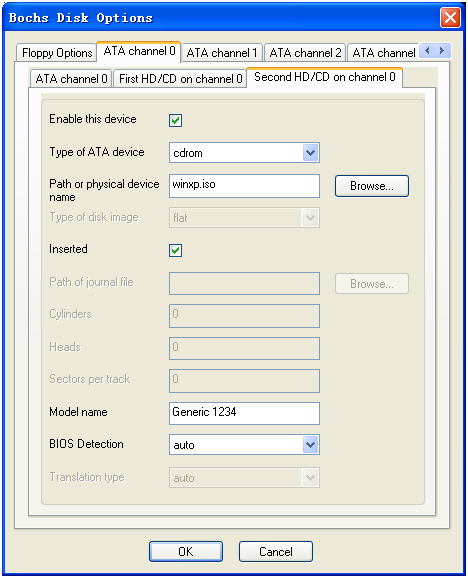 Bochs Disk Options
Floppy Options ATA channel 0 ATA channel 1 ATA channel 2 ATA channel
ATA channel 0 First HD/CD on channel 0 Second HD/CD on channel 0
Enable this device
Type of ATA device cdrom
Path or physical device
name winxp.iso Browse...
Type of disk image flat
Inserted
Path of journal file Browse...
Cylinders 0
Heads 0
Sectors per track 0
Model name Generic 1234
BIOS Detection auto
Translation type auto
OK Cancel